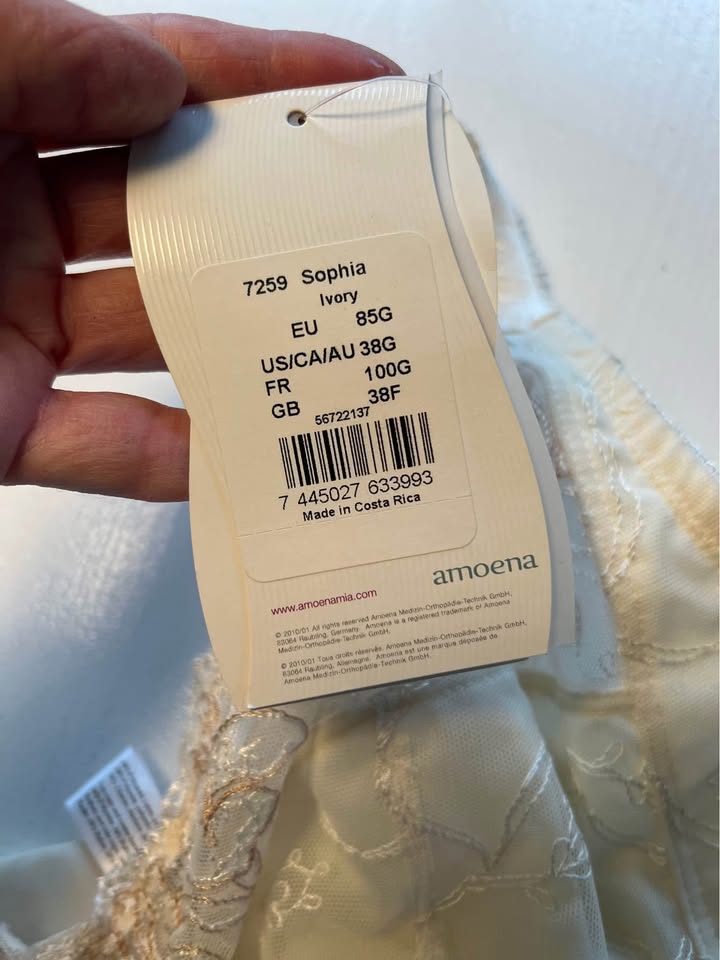 7259 Sophia
Ivory
EU 85G
US/CA/AU 38G
FR 100G
GB 38F
56722137
7 445027 633993
Made in Costa Rica
amoena
www.amoenamia.com
© 2010/01 All rights reserved Amoena Medizin-Orthopädie-Technik GmbH,
83064 Raubling, Germany. Amoena is a registered trademark of Amoena
Medizin-Orthopädie-Technik GmbH.
© 2010/01 Tous droits réservés. Amoena Medizin-Orthopädie-Technik GmbH,
83064 Raubling, Allemagne. Amoena est une marque déposée de
Amoena Medizin-Orthopädie-Technik GmbH.